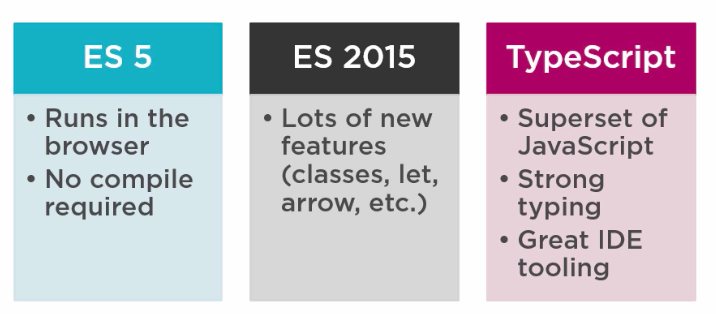 ES 5
• Runs in the
browser
• No compile
required
ES 2015
• Lots of new
features
(classes, let,
arrow, etc.)
TypeScript
• Superset of
JavaScript
• Strong
typing
• Great IDE
tooling